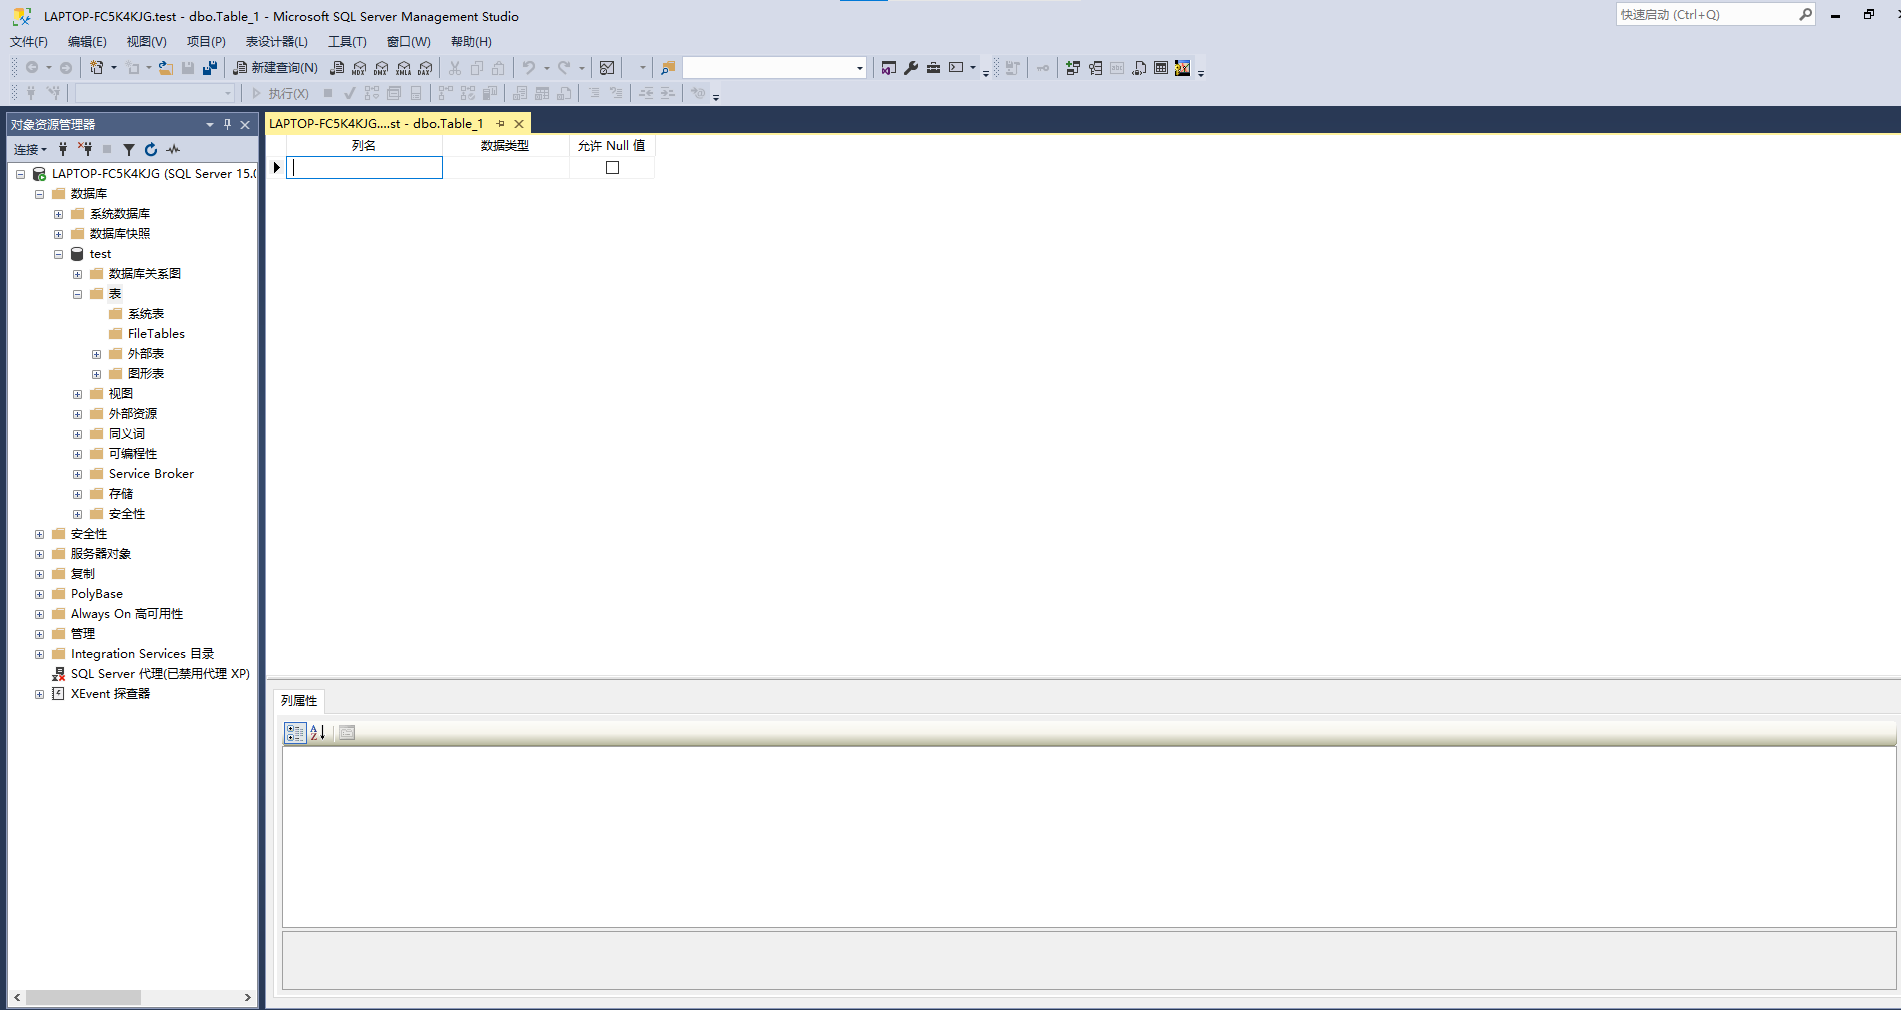 LAPTOP-FC5K4KJG.test - dbo.Table_1 - Microsoft SQL Server Management Studio
快速启动 (Ctrl+Q)
文件(F) 编辑(E) 视图(V) 项目(P) 表设计器(L) 工具(T) 窗口(W) 帮助(H)
新建查询(N) MDX DMX XMLA DAX
执行(X)
对象资源管理器
连接
LAPTOP-FC5K4KJG (SQL Server 15.0
数据库
系统数据库
数据库快照
test
数据库关系图
表
系统表
FileTables
外部表
图形表
视图
外部资源
同义词
可编程性
Service Broker
存储
安全性
安全性
服务器对象
复制
PolyBase
Always On 高可用性
管理
Integration Services 目录
SQL Server 代理(已禁用代理 XP)
XEvent 探查器
LAPTOP-FC5K4KJG....st - dbo.Table_1
列名 数据类型 允许 Null 值
列属性